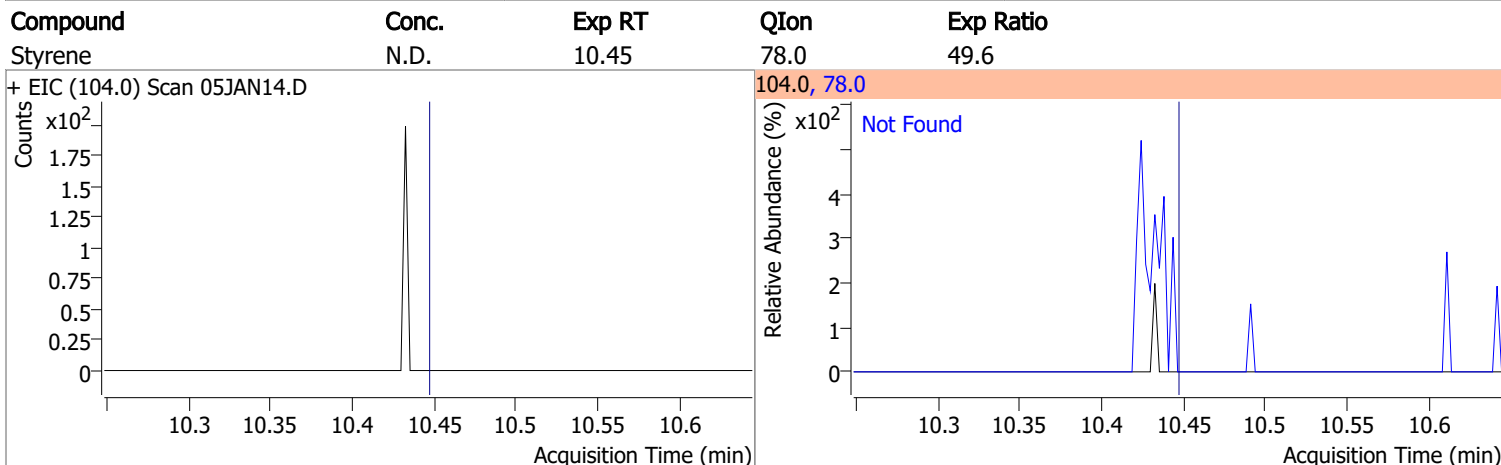 Compound Conc. Exp RT QIon Exp Ratio
Styrene N.D. 10.45 78.0 49.6
+ EIC (104.0) Scan 05JAN14.D
Counts
x10²
1.75
1.5
1.25
1
0.75
0.5
0.25
0
10.3 10.35 10.4 10.45 10.5 10.55 10.6
Acquisition Time (min)
104.0, 78.0
Relative Abundance (%)
x10²
Not Found
4
3
2
1
0
10.3 10.35 10.4 10.45 10.5 10.55 10.6
Acquisition Time (min)